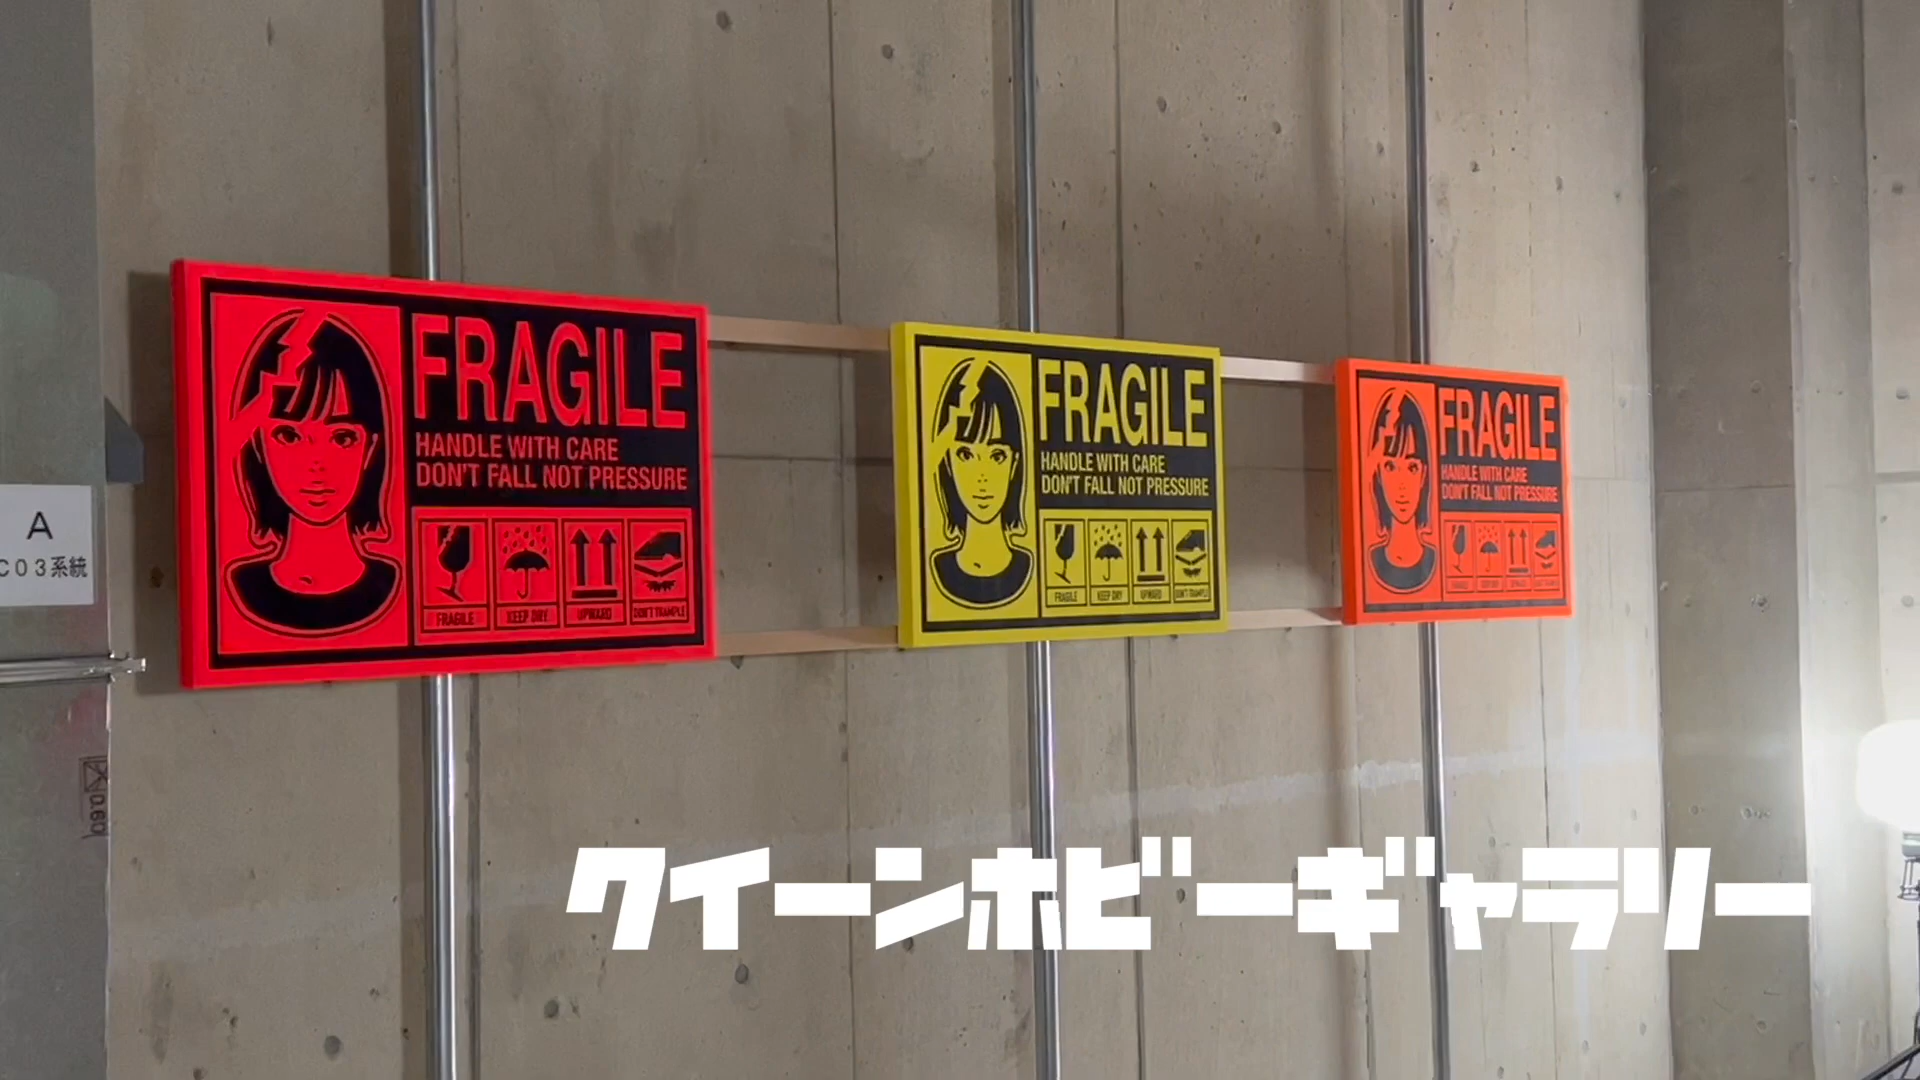 A
C03系統
FRAGILE
HANDLE WITH CARE
DON'T FALL NOT PRESSURE
FRAGILE
KEEP DRY
UPWARD
DON'T TRAMPLE
FRAGILE
HANDLE WITH CARE
DON'T FALL NOT PRESSURE
FRAGILE
KEEP DRY
UPWARD
DON'T TRAMPLE
FRAGILE
HANDLE WITH CARE
DON'T FALL NOT PRESSURE
0.60
クイーンホビーギャラリー